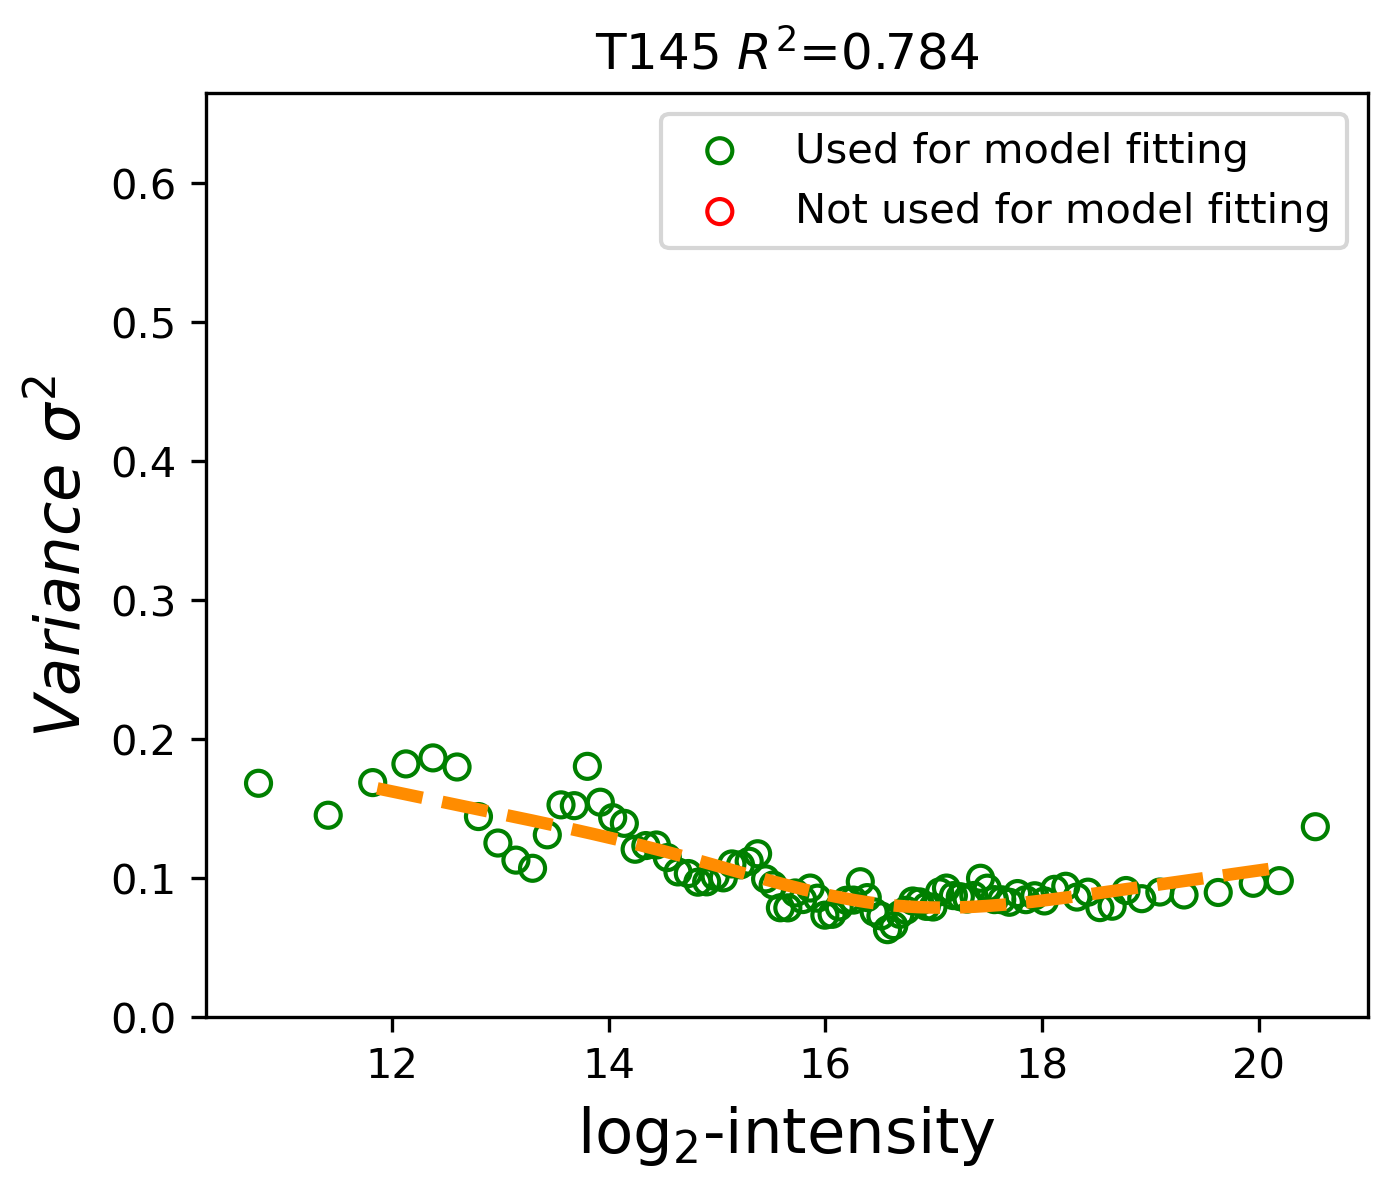 T145 R²=0.784
Used for model fitting
Not used for model fitting
0.6
0.5
0.4
0.3
0.2
0.1
0.0
Variance σ²
12 14 16 18 20
log₂-intensity